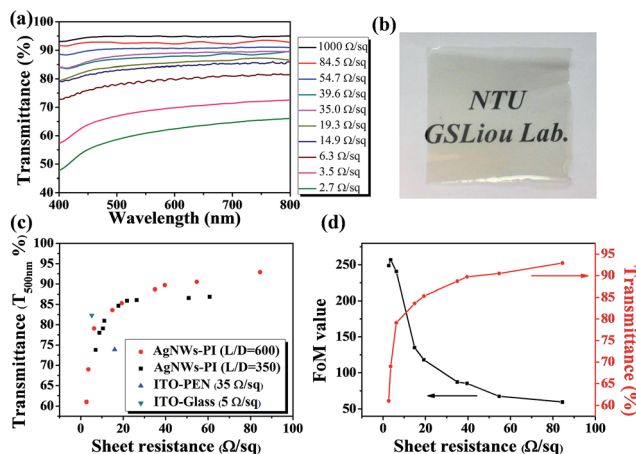 (a)
Transmittance (%)
100
90
80
70
60
50
40
400
500
600
700
800
Wavelength (nm)
1000 Ω/sq
84.5 Ω/sq
54.7 Ω/sq
39.6 Ω/sq
35.0 Ω/sq
19.3 Ω/sq
14.9 Ω/sq
6.3 Ω/sq
3.5 Ω/sq
2.7 Ω/sq
(b)
NTU
GSLiou Lab.
(c)
Transmittance (T500nm %)
100
95
90
85
80
75
70
65
60
55
0
20
40
60
80
100
Sheet resistance (Ω/sq)
AgNWs-PI (L/D=600)
AgNWs-PI (L/D=350)
ITO-PEN (35 Ω/sq)
ITO-Glass (5 Ω/sq)
(d)
FoM value
250
200
150
100
50
0
20
40
60
80
100
Sheet resistance (Ω/sq)
100
90
80
70
60
Transmittance (%)